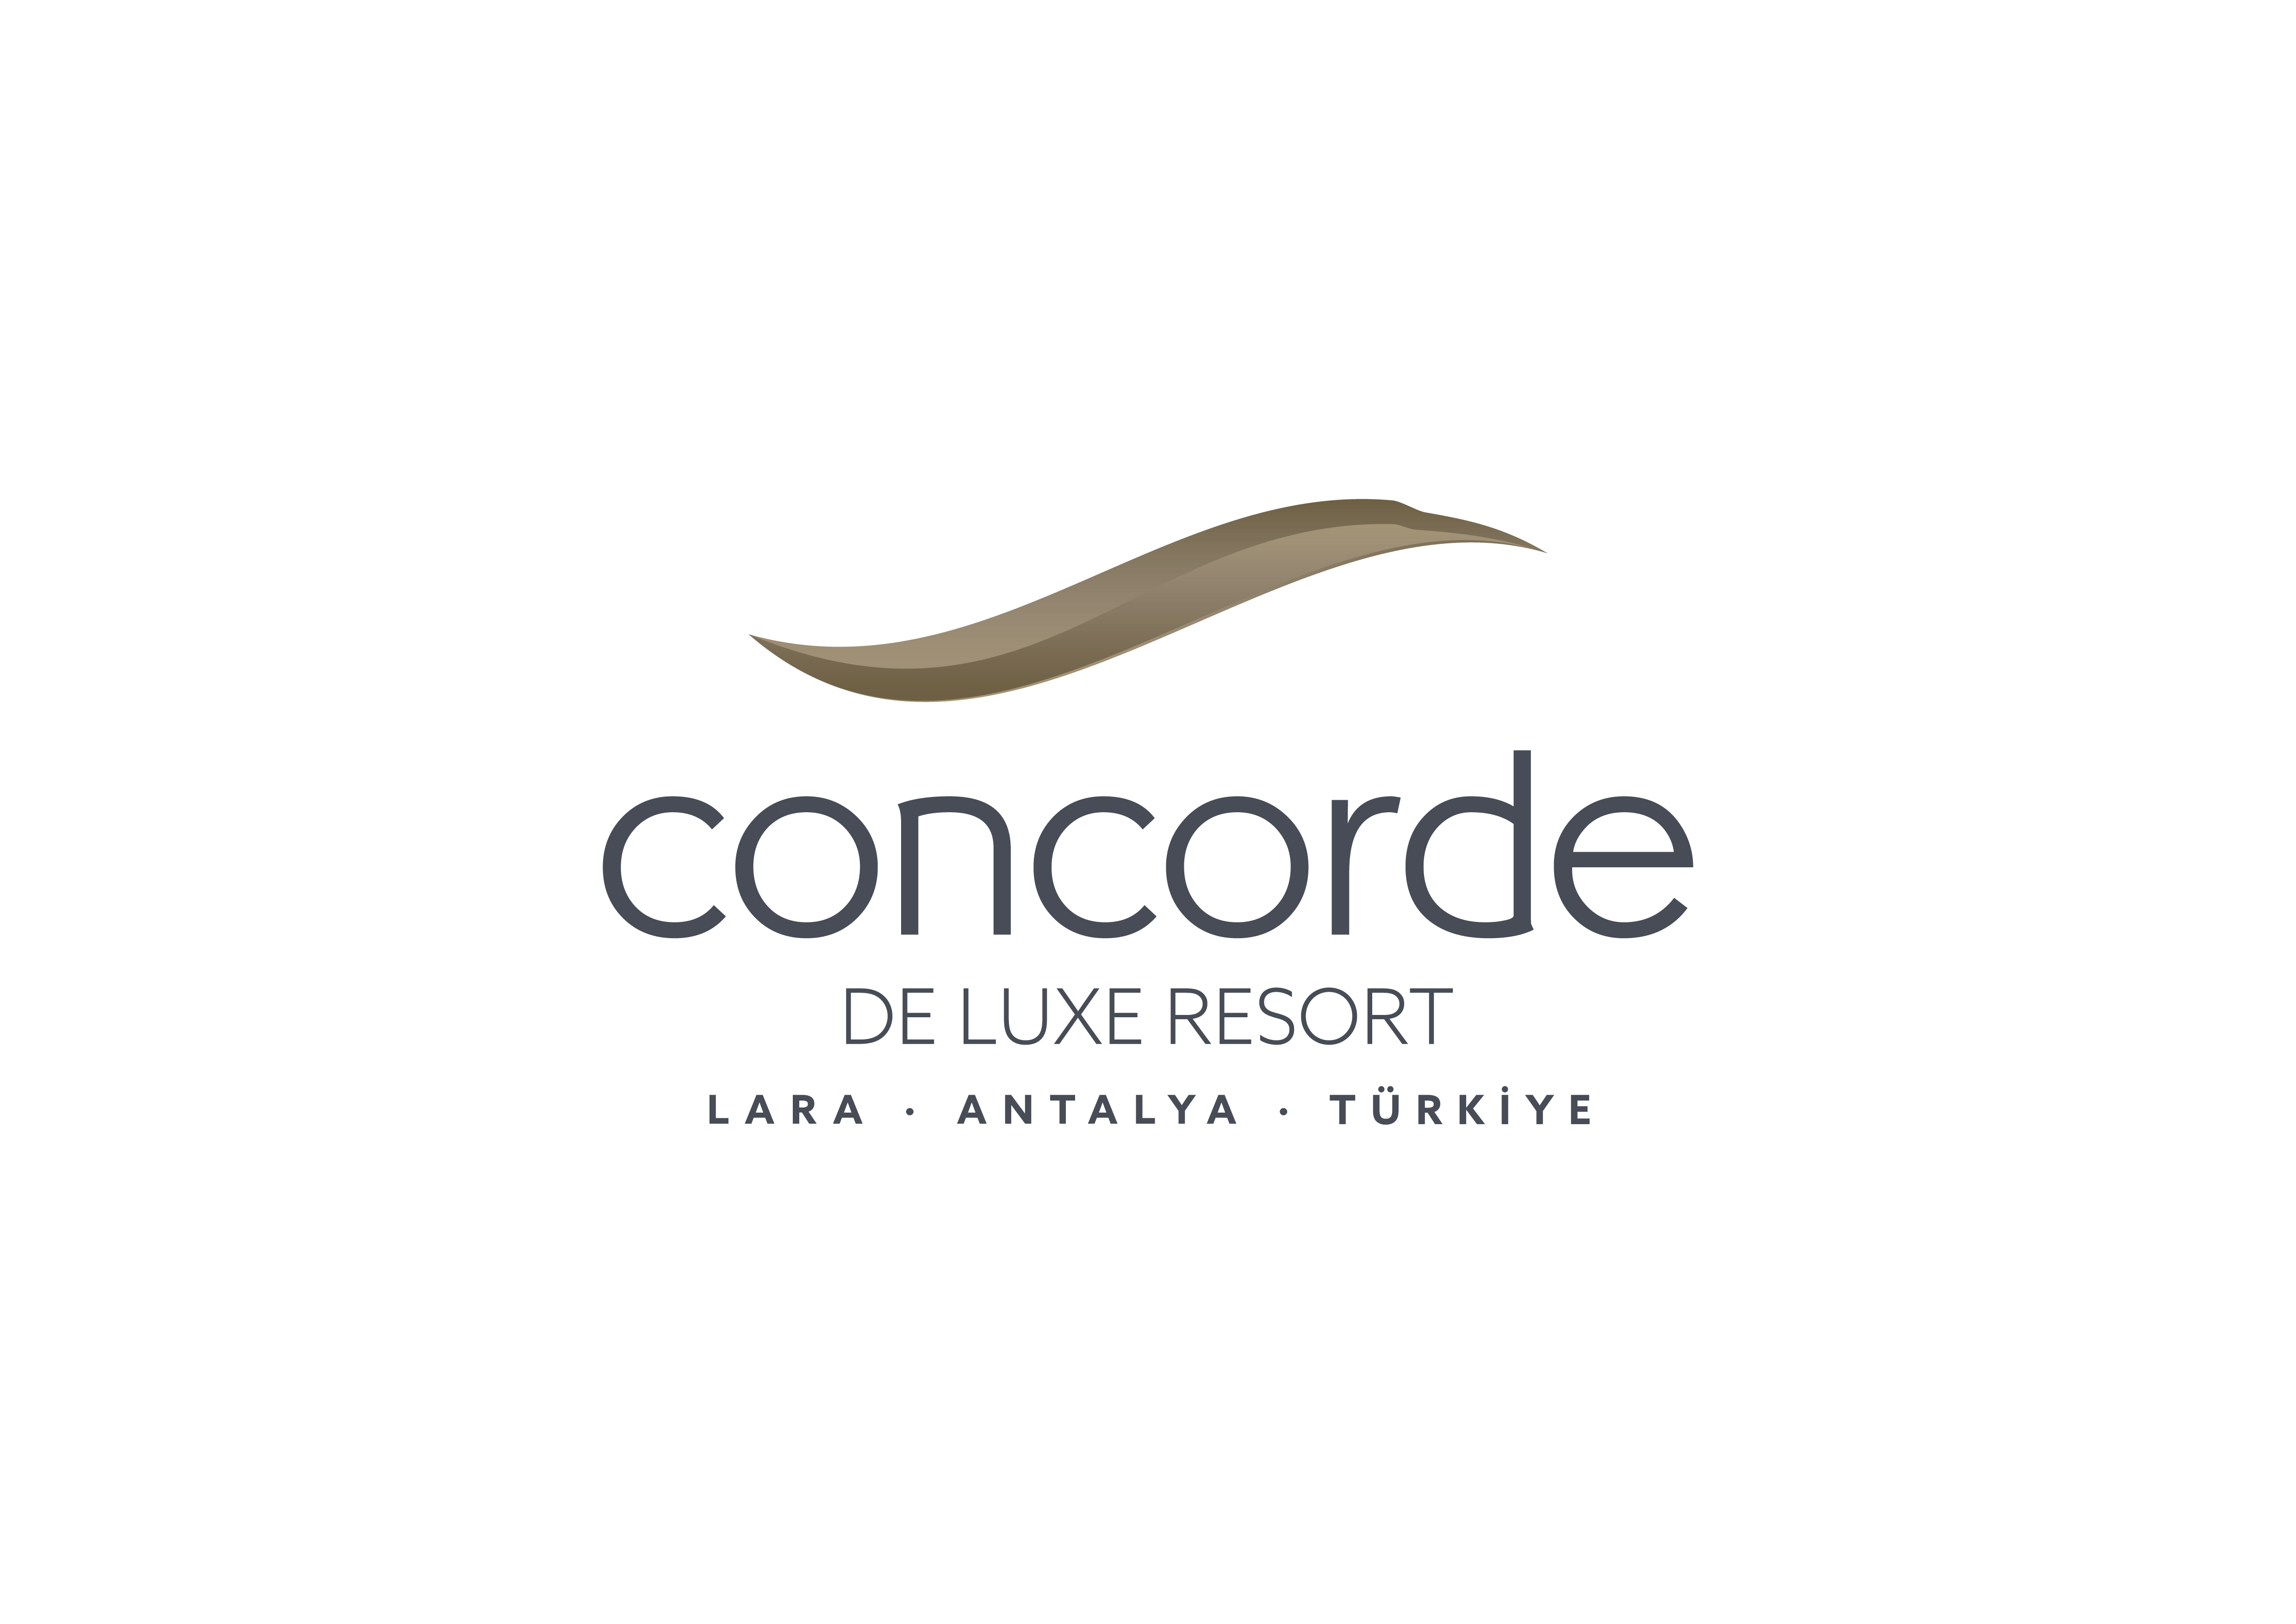 concorde
DE LUXE RESORT
LARA · ANTALYA · TÜRKİYE